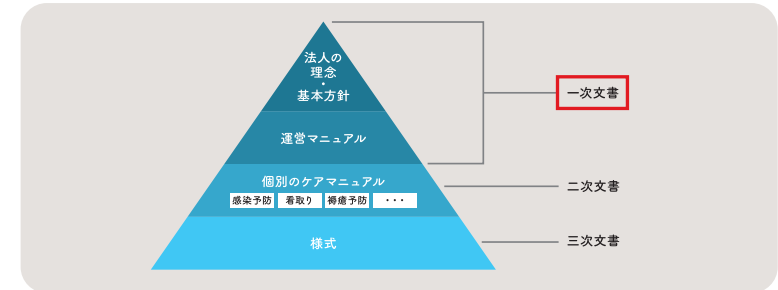 法人の
理念
・
基本方針
一次文書
運営マニュアル
個別のケアマニュアル
二次文書
感染予防
看取り
褥瘡予防
・・・
様式
三次文書